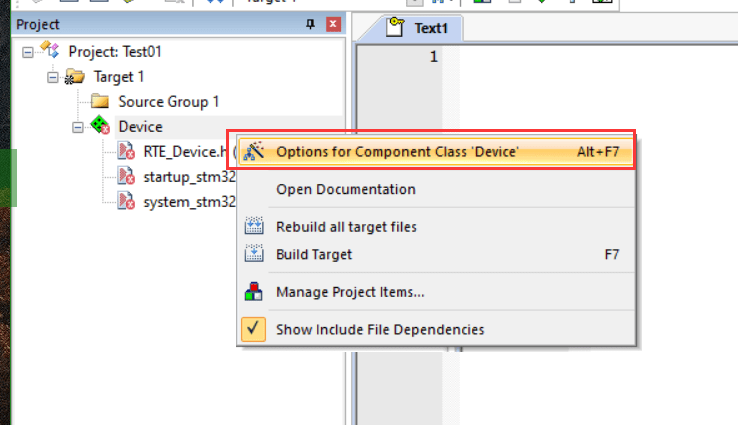 Project
Text1
Project: Test01
1
Target 1
Source Group 1
Device
RTE_Device.h (
Options for Component Class 'Device' Alt+F7
startup_stm32
Open Documentation
system_stm32
Rebuild all target files
Build Target F7
Manage Project Items...
Show Include File Dependencies